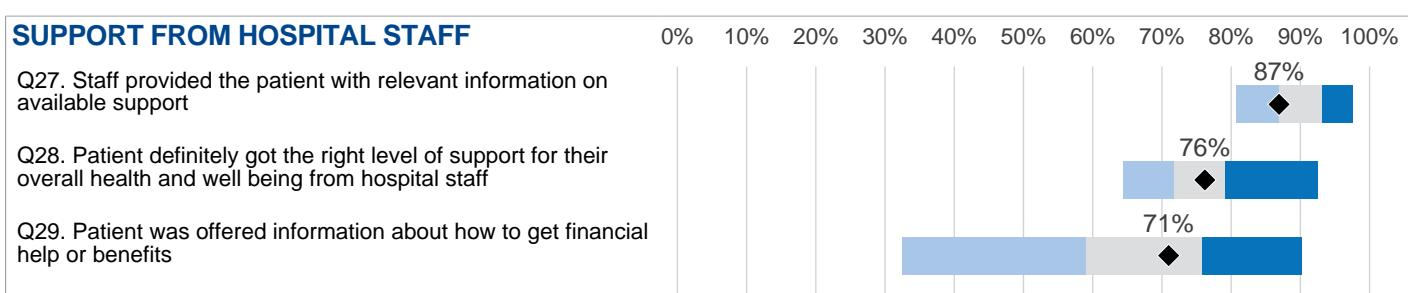 SUPPORT FROM HOSPITAL STAFF 0% 10% 20% 30% 40% 50% 60% 70% 80% 90% 100%
Q27. Staff provided the patient with relevant information on
available support
87%
Q28. Patient definitely got the right level of support for their
overall health and well being from hospital staff
76%
Q29. Patient was offered information about how to get financial
help or benefits
71%